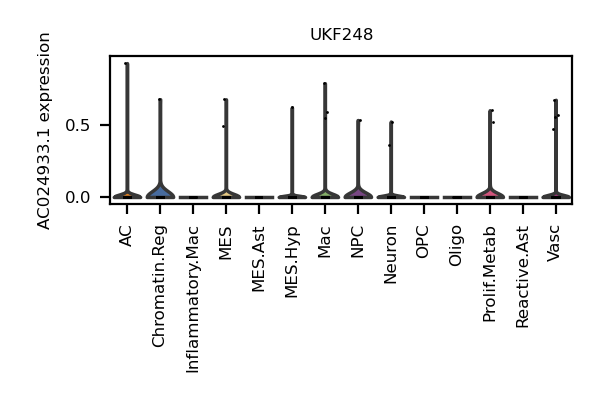 UKF248
AC024933.1 expression
0.5
0.0
AC
Chromatin.Reg
Inflammatory.Mac
MES
MES.Ast
MES.Hyp
Mac
NPC
Neuron
OPC
Oligo
Prolif.Metab
Reactive.Ast
Vasc